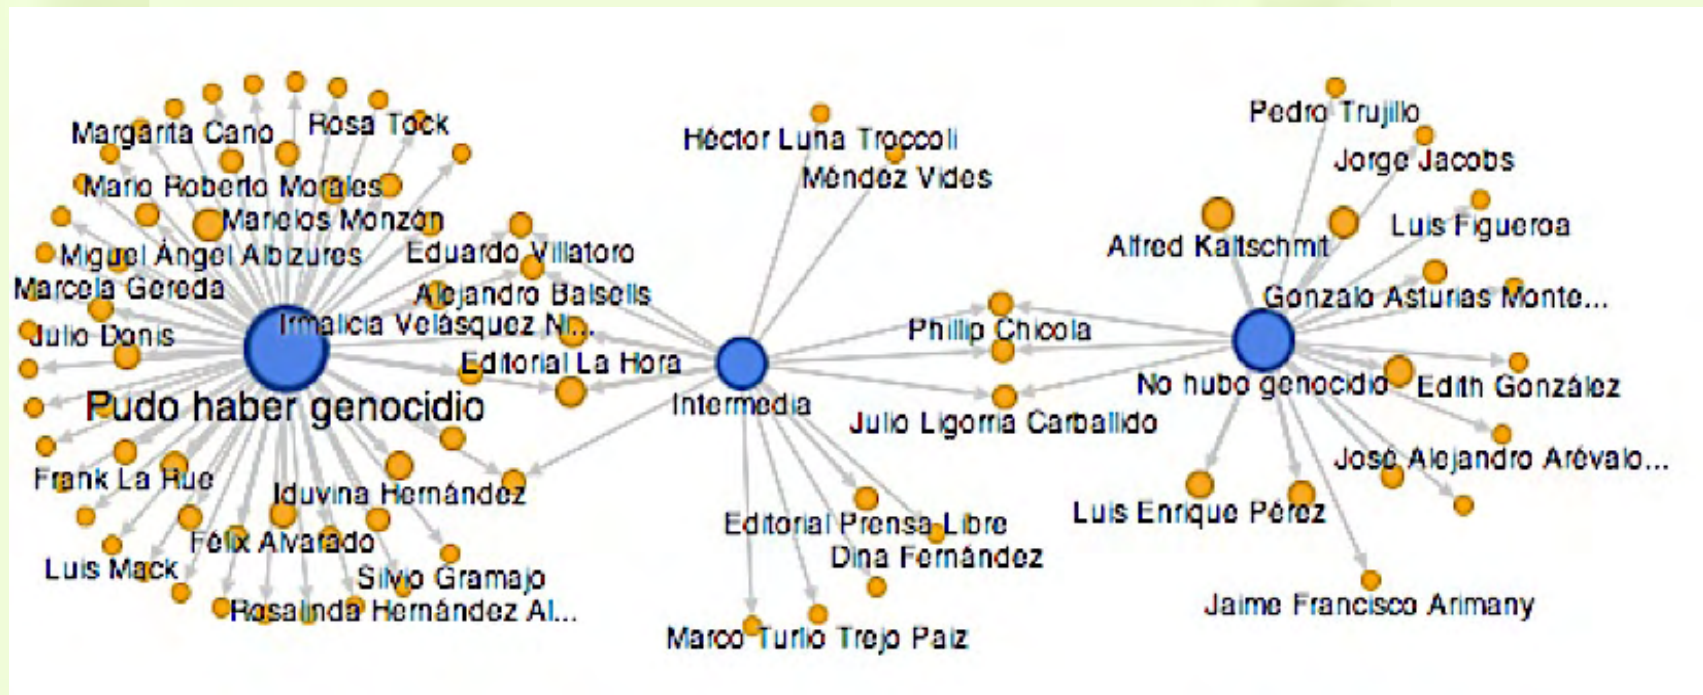 Margarita Cano
Rosa Tock
Mario Roberto Morales
Marielos Monzón
Miguel Ángel Albizures
Marcela Gereda
Julio Donis
Irmalicia Velásquez Ni...
Eduardo Villatoro
Alejandro Balsells
Editorial La Hora
Pudo haber genocidio
Frank La Rue
Iduvina Hernández
Félix Alvarado
Luis Mack
Silvio Gramajo
Rosalinda Hernández Al...
Héctor Luna Troccoli
Méndez Vides
Phillip Chicola
Intermedia
Julio Ligorría Carballido
Editorial Prensa Libre
Dina Fernández
Marco Turlio Trejo Paiz
Pedro Trujillo
Jorge Jacobs
Luis Figueroa
Alfred Kaltschmit
Gonzalo Asturias Monte...
No hubo genocidio
Edith González
José Alejandro Arévalo...
Luis Enrique Pérez
Jaime Francisco Arimany